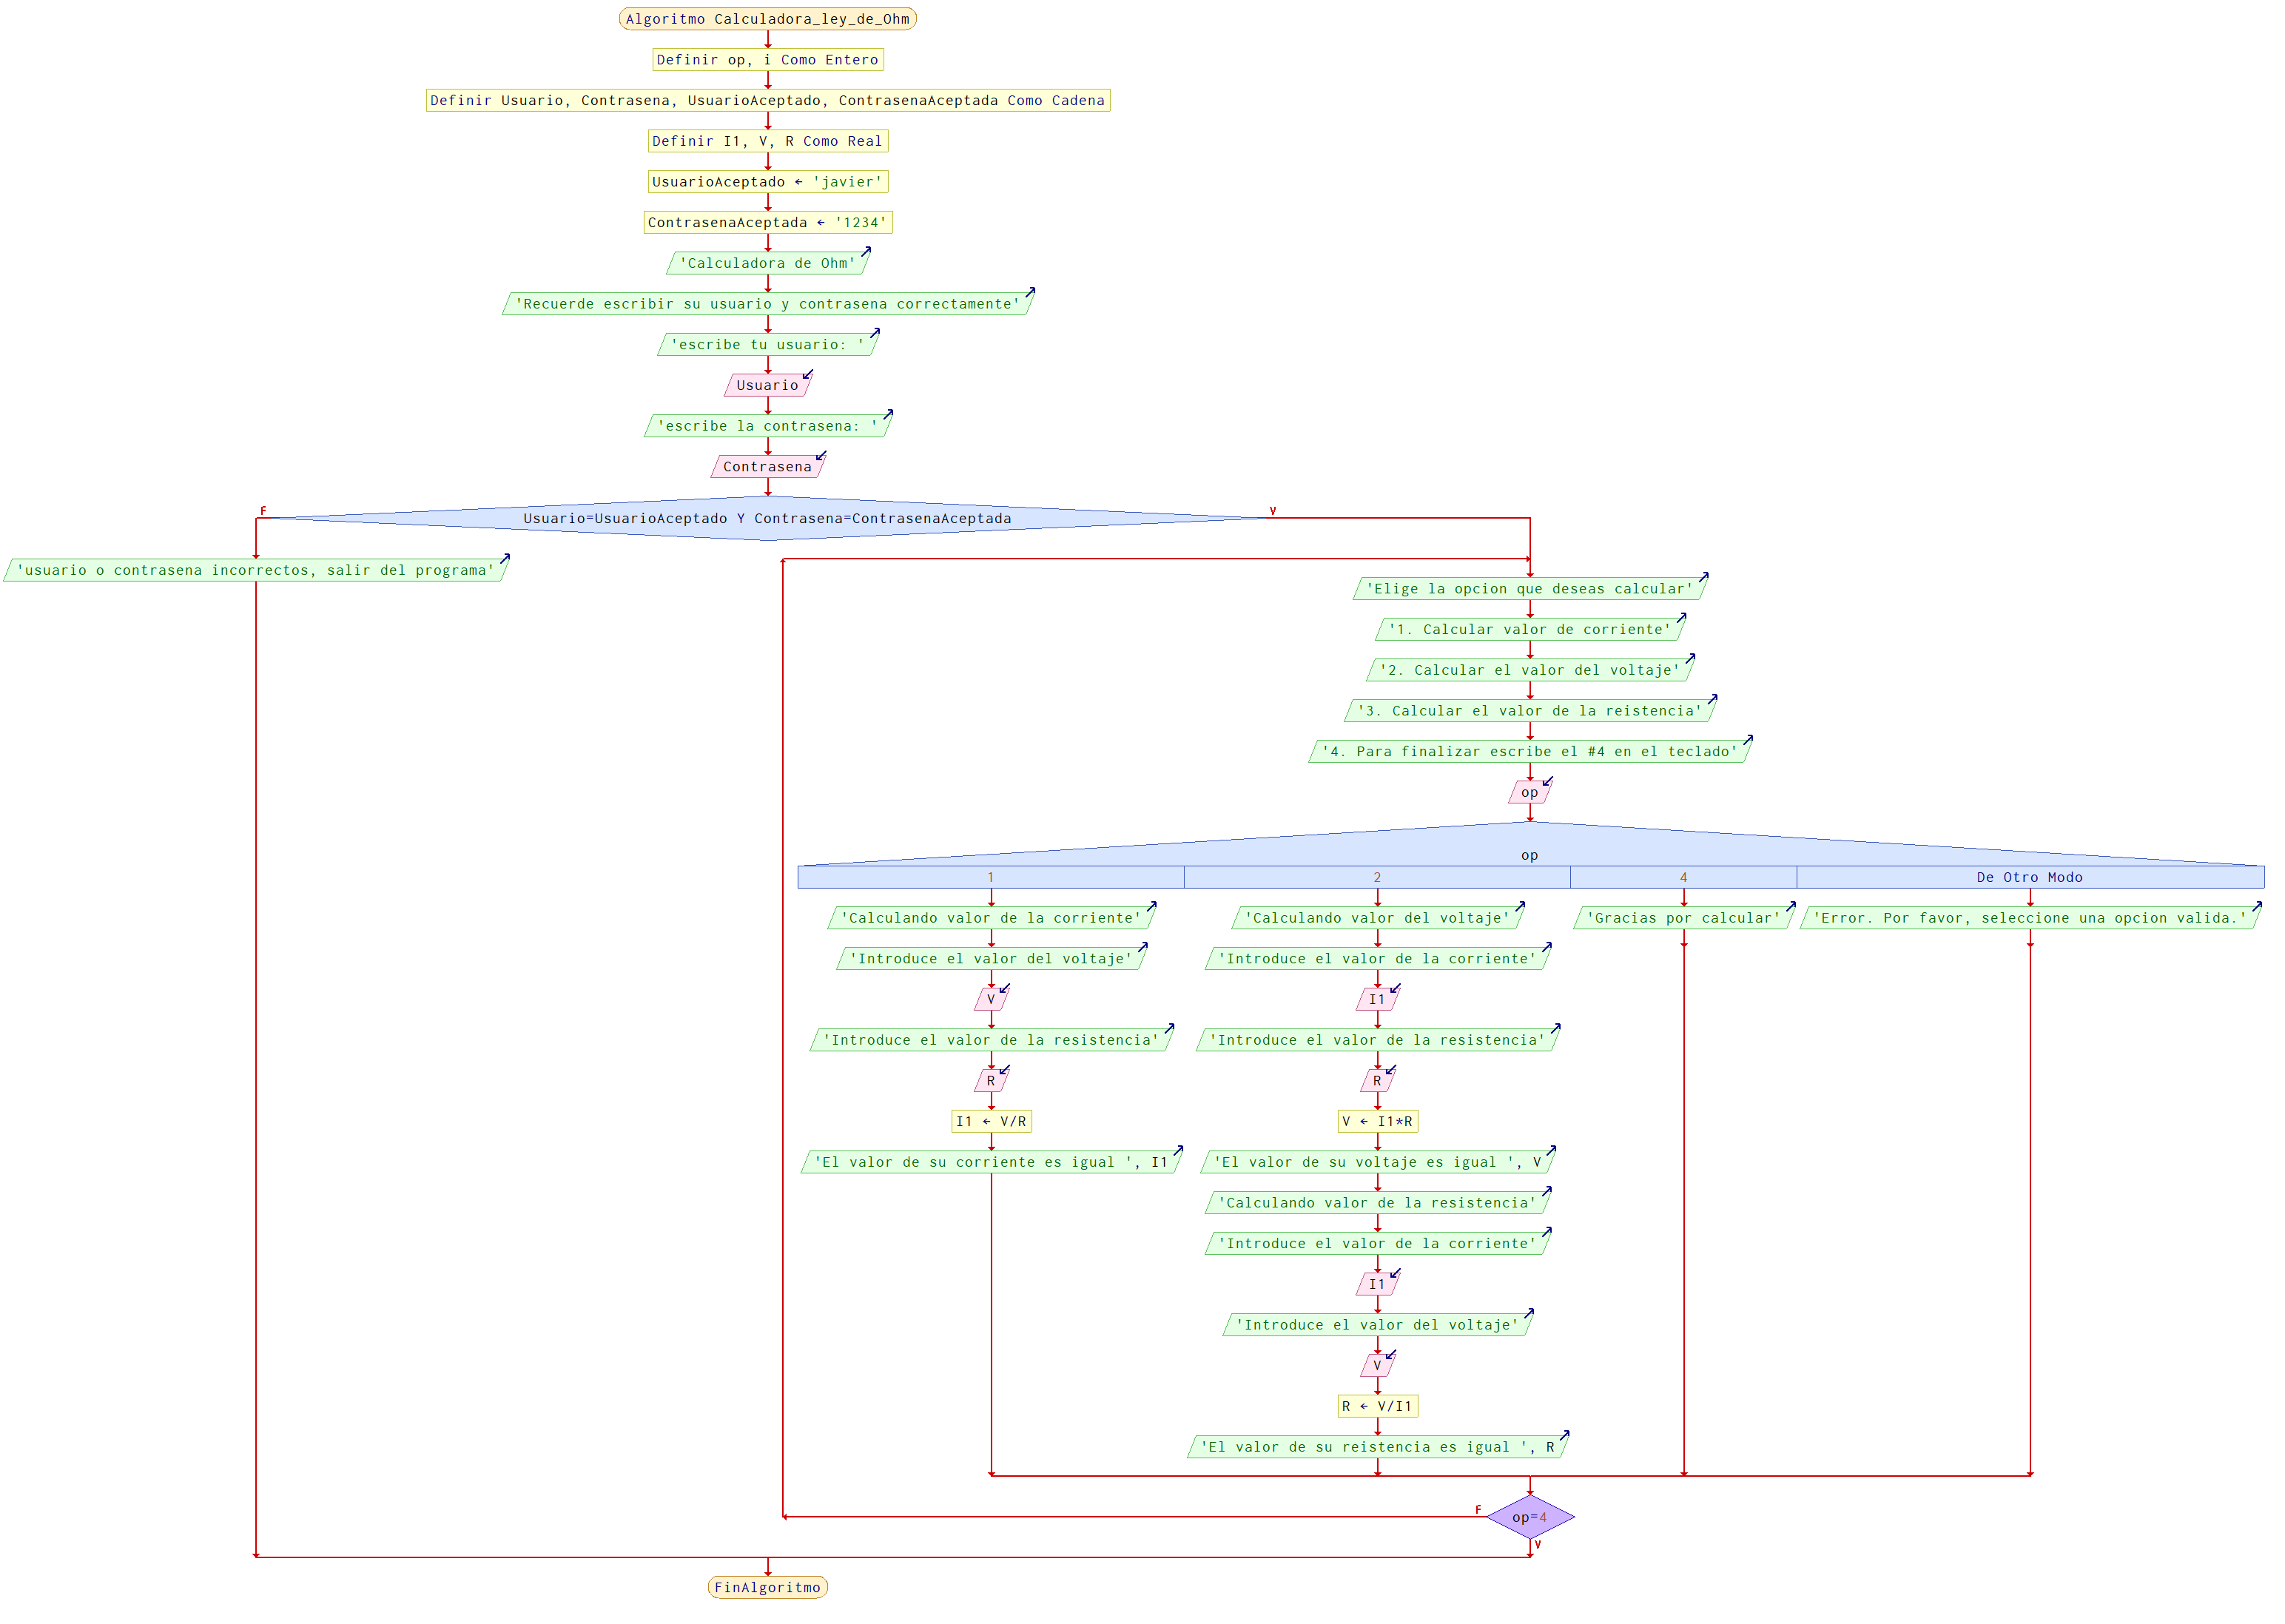 Algoritmo Calculadora_ley_de_Ohm
Definir op, i Como Entero
Definir Usuario, Contrasena, UsuarioAceptado, ContrasenaAceptada Como Cadena
Definir I1, V, R Como Real
UsuarioAceptado ← 'javier'
ContrasenaAceptada ← '1234'
'Calculadora de Ohm'
'Recuerde escribir su usuario y contrasena correctamente'
'escribe tu usuario: '
Usuario
'escribe la contrasena: '
Contrasena
Usuario=UsuarioAceptado Y Contrasena=ContrasenaAceptada
F
V
'usuario o contrasena incorrectos, salir del programa'
'Elige la opcion que deseas calcular'
'1. Calcular valor de corriente'
'2. Calcular el valor del voltaje'
'3. Calcular el valor de la reistencia'
'4. Para finalizar escribe el #4 en el teclado'
op
op
1
'Calculando valor de la corriente'
'Introduce el valor del voltaje'
V
'Introduce el valor de la resistencia'
R
I1 ← V/R
'El valor de su corriente es igual ', I1
2
'Calculando valor del voltaje'
'Introduce el valor de la corriente'
I1
'Introduce el valor de la resistencia'
R
V ← I1*R
'El valor de su voltaje es igual ', V
'Calculando valor de la resistencia'
'Introduce el valor de la corriente'
I1
'Introduce el valor del voltaje'
V
R ← V/I1
'El valor de su reistencia es igual ', R
4
'Gracias por calcular'
De Otro Modo
'Error. Por favor, seleccione una opcion valida.'
F
op=4
V
FinAlgoritmo